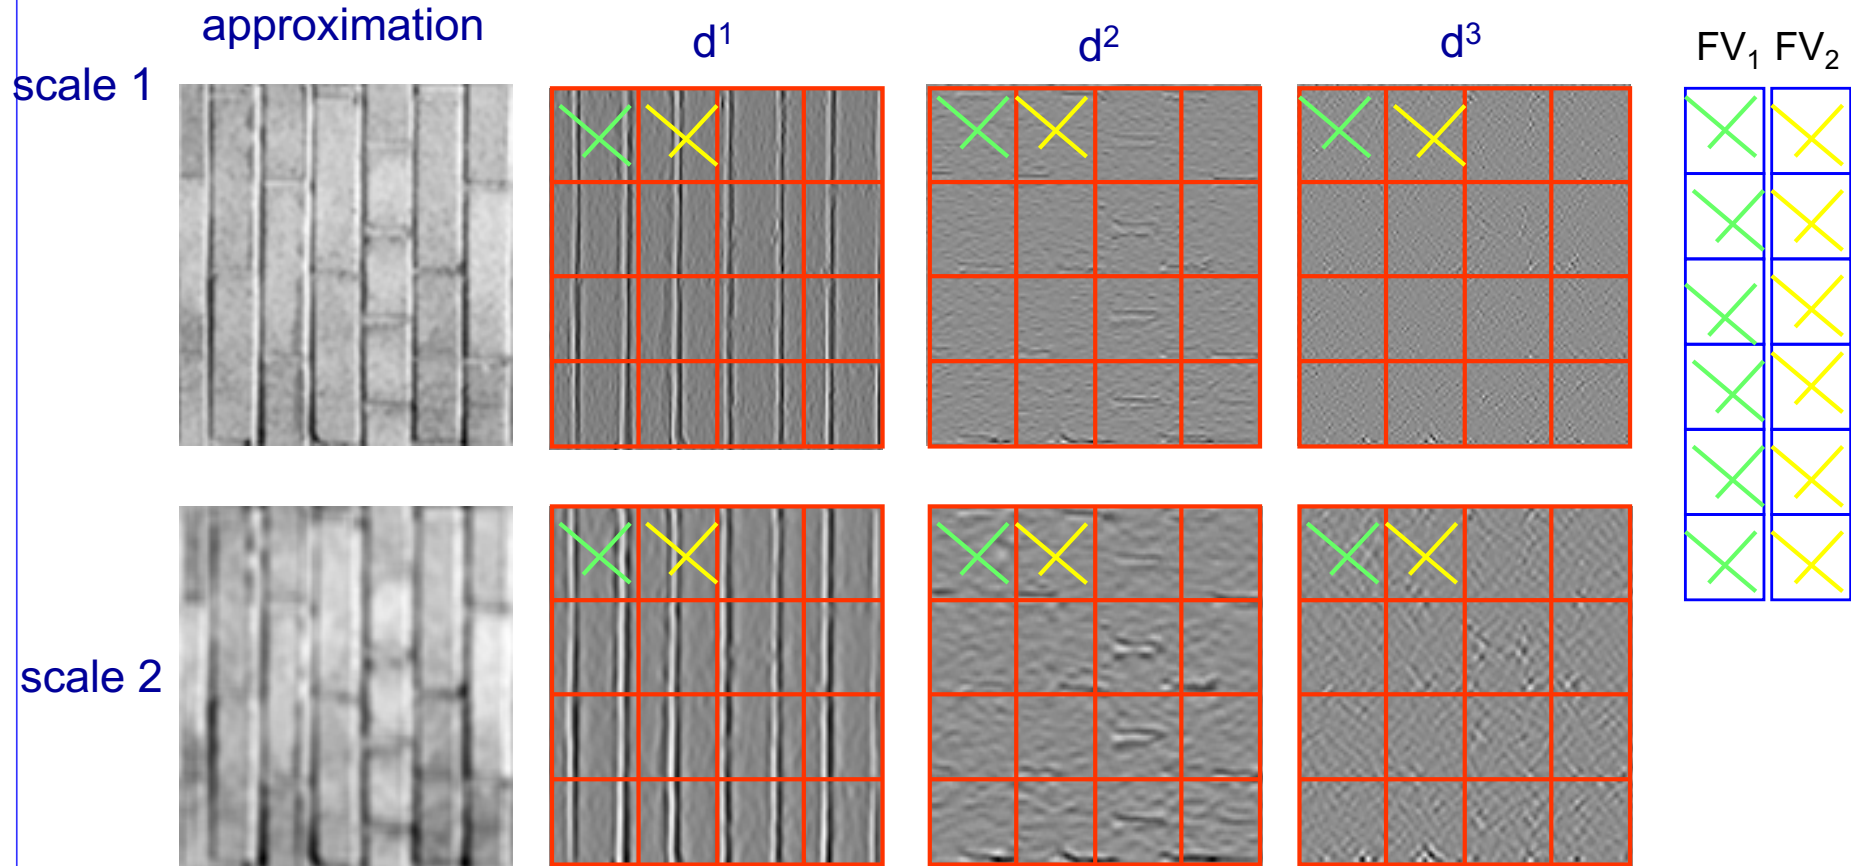 approximation
d¹
d²
d³
FV₁ FV₂
scale 1
scale 2